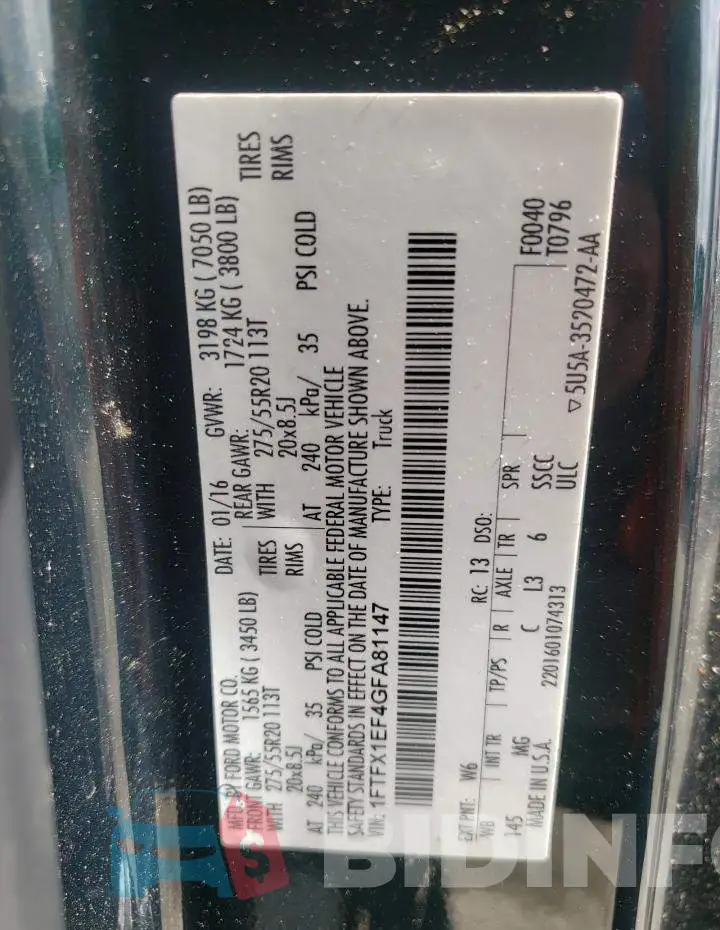 MFD. BY FORD MOTOR CO. DATE: 01/16 GVWR: 3198 KG ( 7050 LB)
FRONT GAWR: 1565 KG ( 3450 LB) REAR GAWR: 1724 KG ( 3800 LB)
WITH 275/55R20 113T TIRES WITH 275/55R20 113T TIRES
20x8.5J RIMS 20x8.5J RIMS
AT 240 kPa/ 35 PSI COLD AT 240 kPa/ 35 PSI COLD
THIS VEHICLE CONFORMS TO ALL APPLICABLE FEDERAL MOTOR VEHICLE
SAFETY STANDARDS IN EFFECT ON THE DATE OF MANUFACTURE SHOWN ABOVE.
VIN: 1FTFX1EF4GFA81147 TYPE: Truck
EXT PNT: W6 RC: 13 DSO: F0040
WB INT TR TP/PS R AXLE TR SPR T0796
145 MG C L3 6 SSCC
MADE IN U.S.A. 2201601074313 ULC
▽ 5U5A-3520472-AA
BIDINF